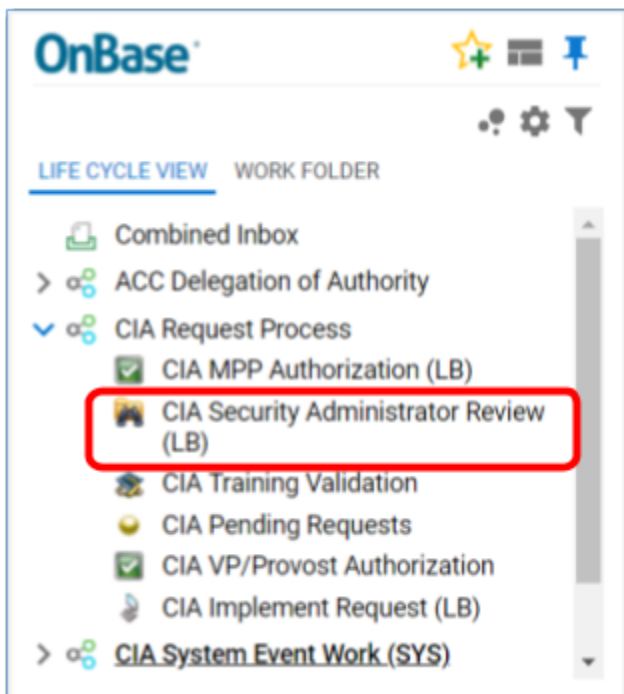 OnBase
LIFE CYCLE VIEW WORK FOLDER
Combined Inbox
ACC Delegation of Authority
CIA Request Process
CIA MPP Authorization (LB)
CIA Security Administrator Review
(LB)
CIA Training Validation
CIA Pending Requests
CIA VP/Provost Authorization
CIA Implement Request (LB)
CIA System Event Work (SYS)